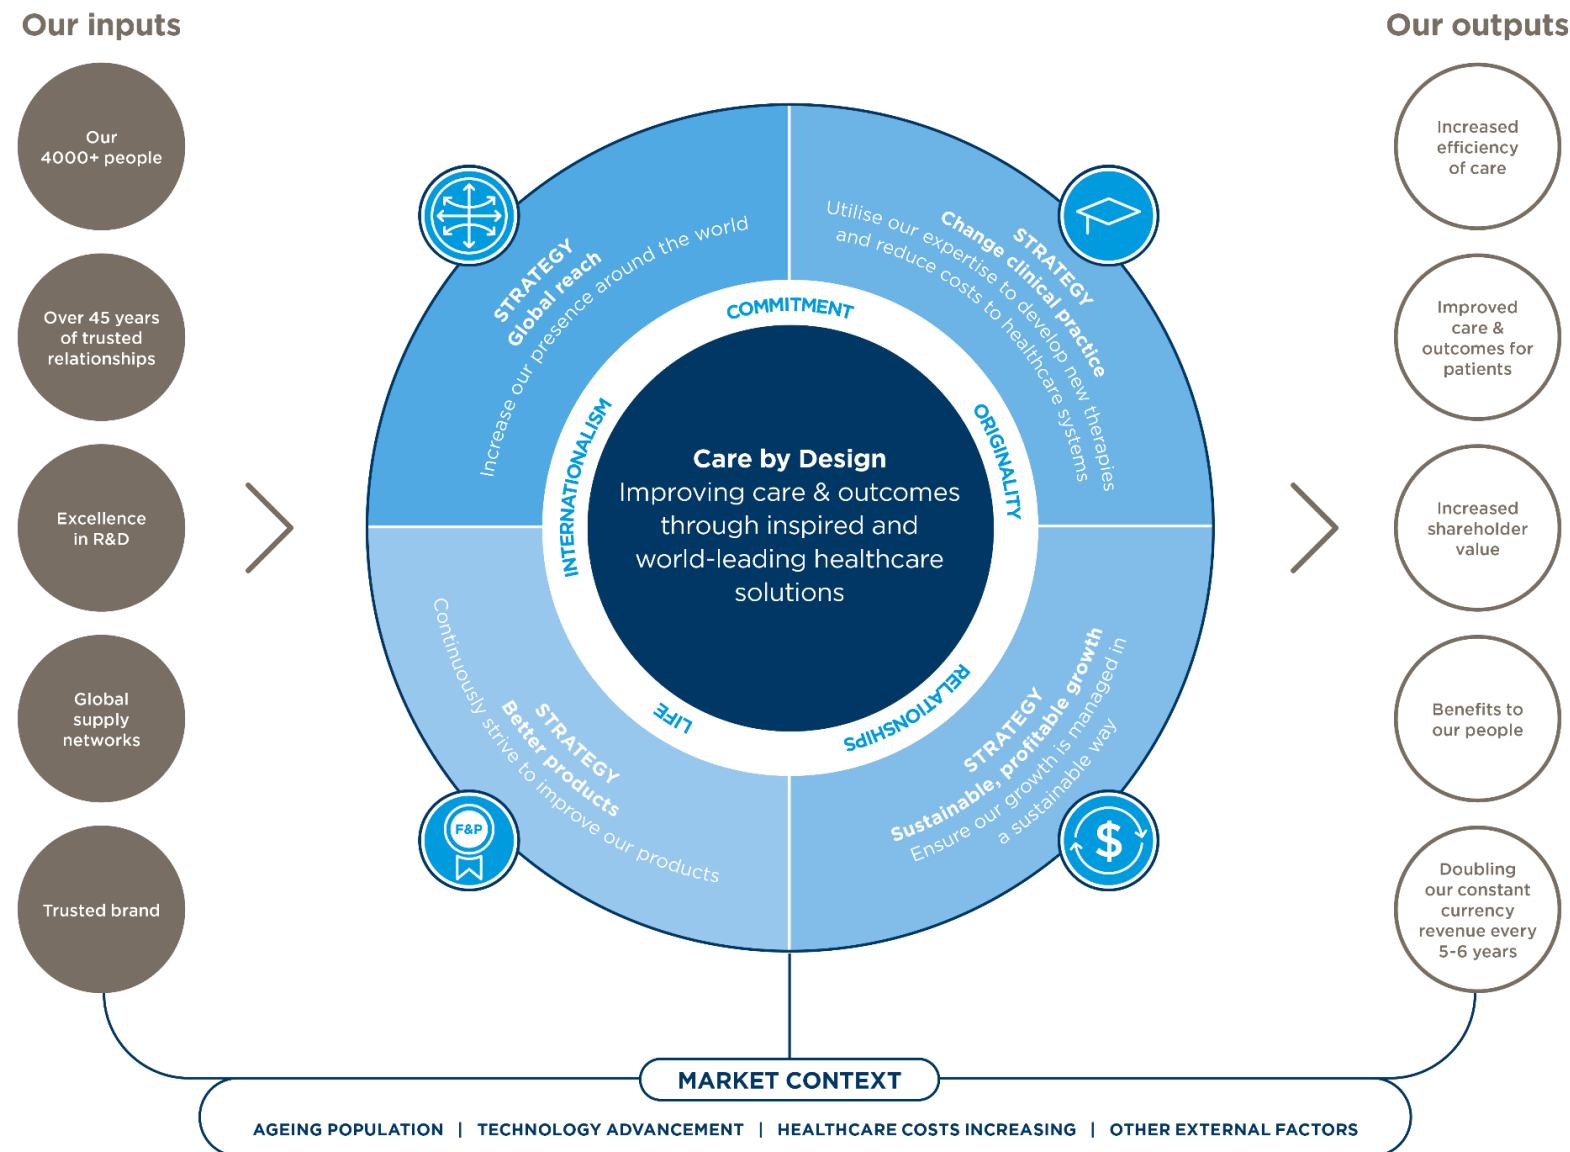 Our inputs
Our
4000+ people
Over 45 years
of trusted
relationships
Excellence
in R&D
Global
supply
networks
Trusted brand
STRATEGY
Global reach
Increase our presence around the world
STRATEGY
Change clinical practice
Utilise our expertise to develop new therapies
and reduce costs to healthcare systems
COMMITMENT
ORIGINALITY
RELATIONSHIPS
LIFE
INTERNATIONALISM
Care by Design
Improving care & outcomes
through inspired and
world-leading healthcare
solutions
STRATEGY
Better products
Continuously strive to improve our products
F&P
STRATEGY
Sustainable, profitable growth
Ensure our growth is managed in
a sustainable way
$
Our outputs
Increased
efficiency
of care
Improved
care &
outcomes for
patients
Increased
shareholder
value
Benefits to
our people
Doubling
our constant
currency
revenue every
5-6 years
MARKET CONTEXT
AGEING POPULATION | TECHNOLOGY ADVANCEMENT | HEALTHCARE COSTS INCREASING | OTHER EXTERNAL FACTORS